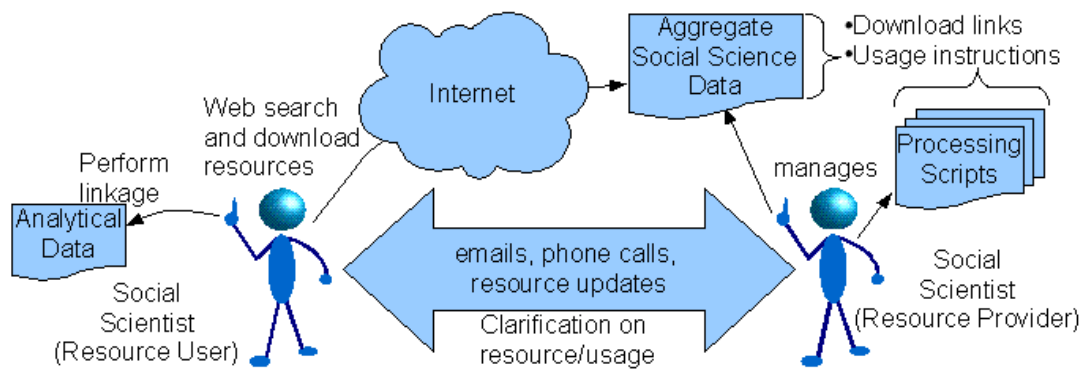 Aggregate
Social Science
Data
•Download links
•Usage instructions
Internet
Web search
and download
resources
Processing
Scripts
Perform
linkage
manages
Analytical
Data
emails, phone calls,
resource updates
Social
Scientist
(Resource User)
Clarification on
resource/usage
Social
Scientist
(Resource Provider)